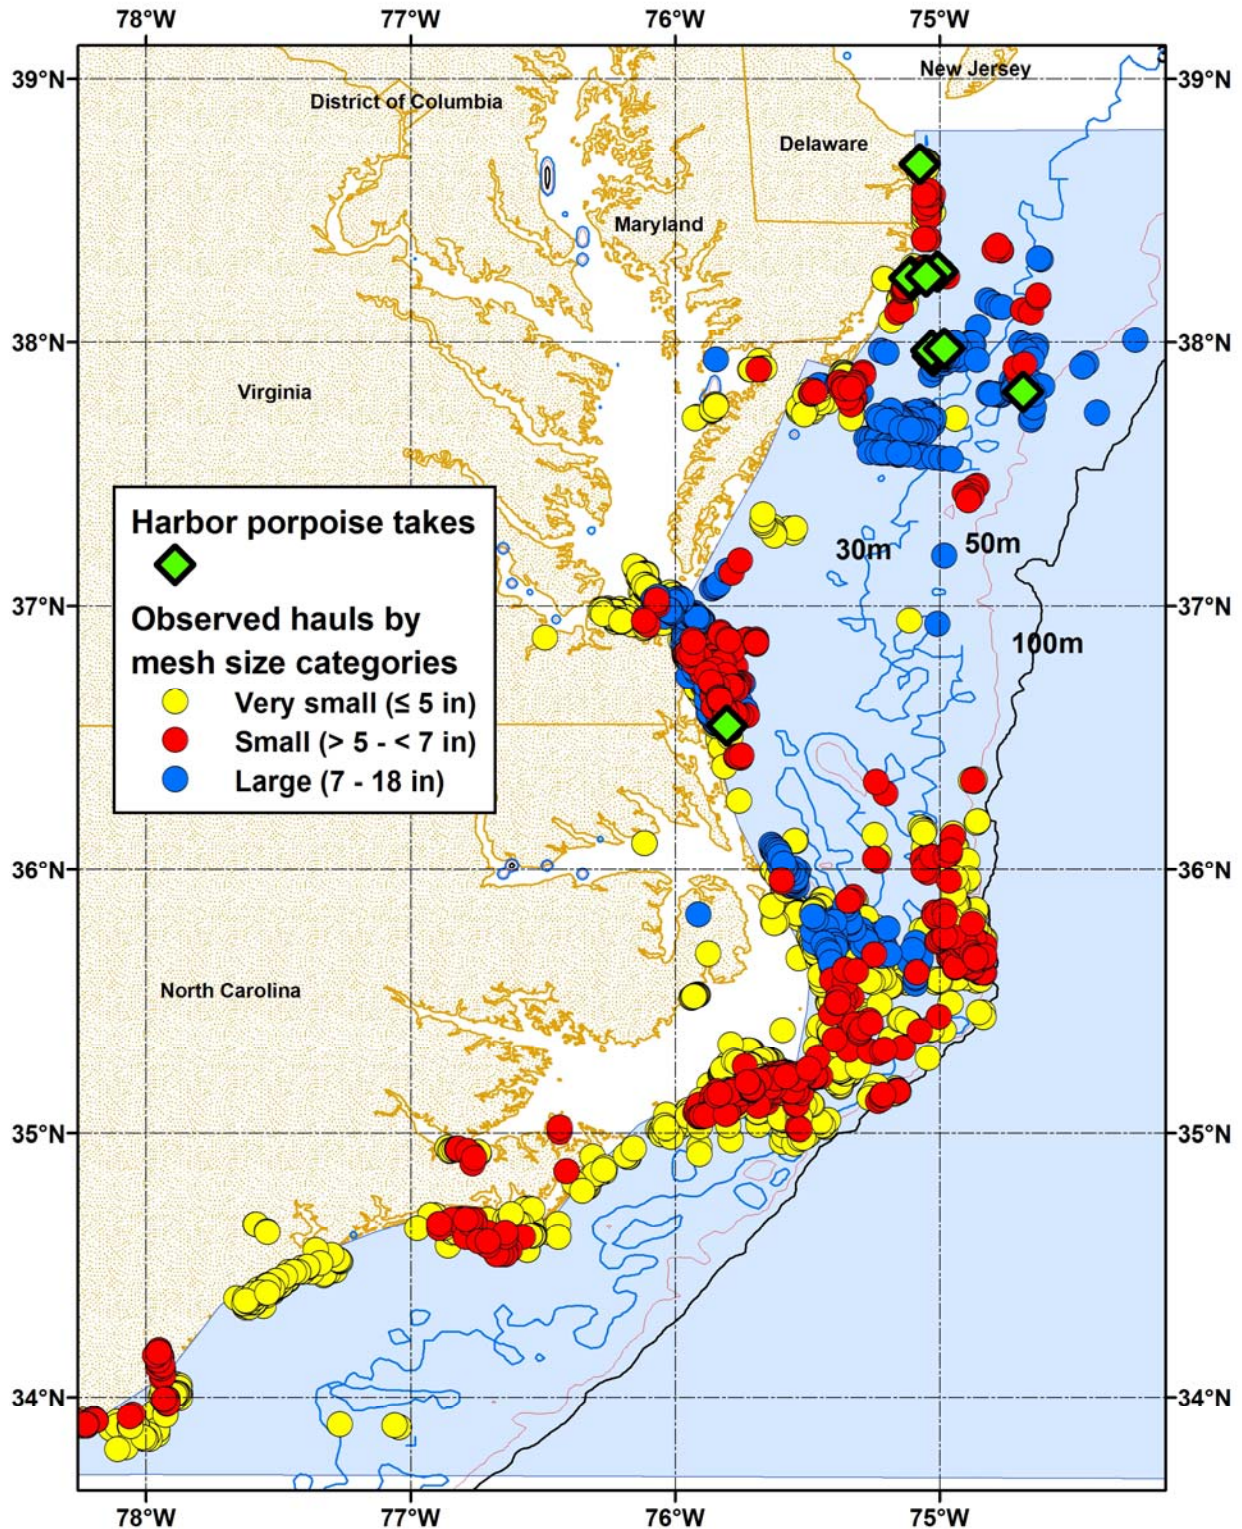 78°W 77°W 76°W 75°W
39°N 39°N
New Jersey
District of Columbia
Delaware
Maryland
38°N 38°N
Virginia
Harbor porpoise takes
Observed hauls by
mesh size categories
Very small (≤ 5 in)
Small (> 5 - < 7 in)
Large (7 - 18 in)
30m 50m
37°N 37°N
100m
36°N 36°N
North Carolina
35°N 35°N
34°N 34°N
78°W 77°W 76°W 75°W